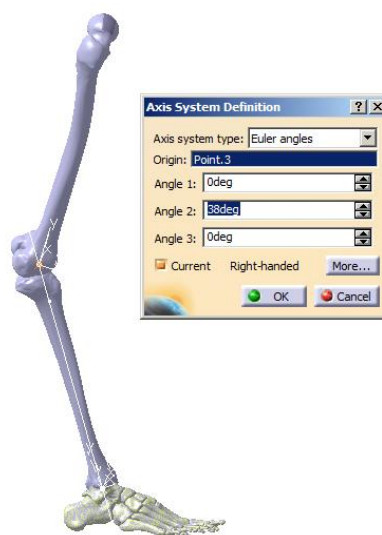 Axis System Definition
Axis system type: Euler angles
Origin: Point.3
Angle 1: 0deg
Angle 2: 38deg
Angle 3: 0deg
Current Right-handed More...
OK Cancel
Y
X